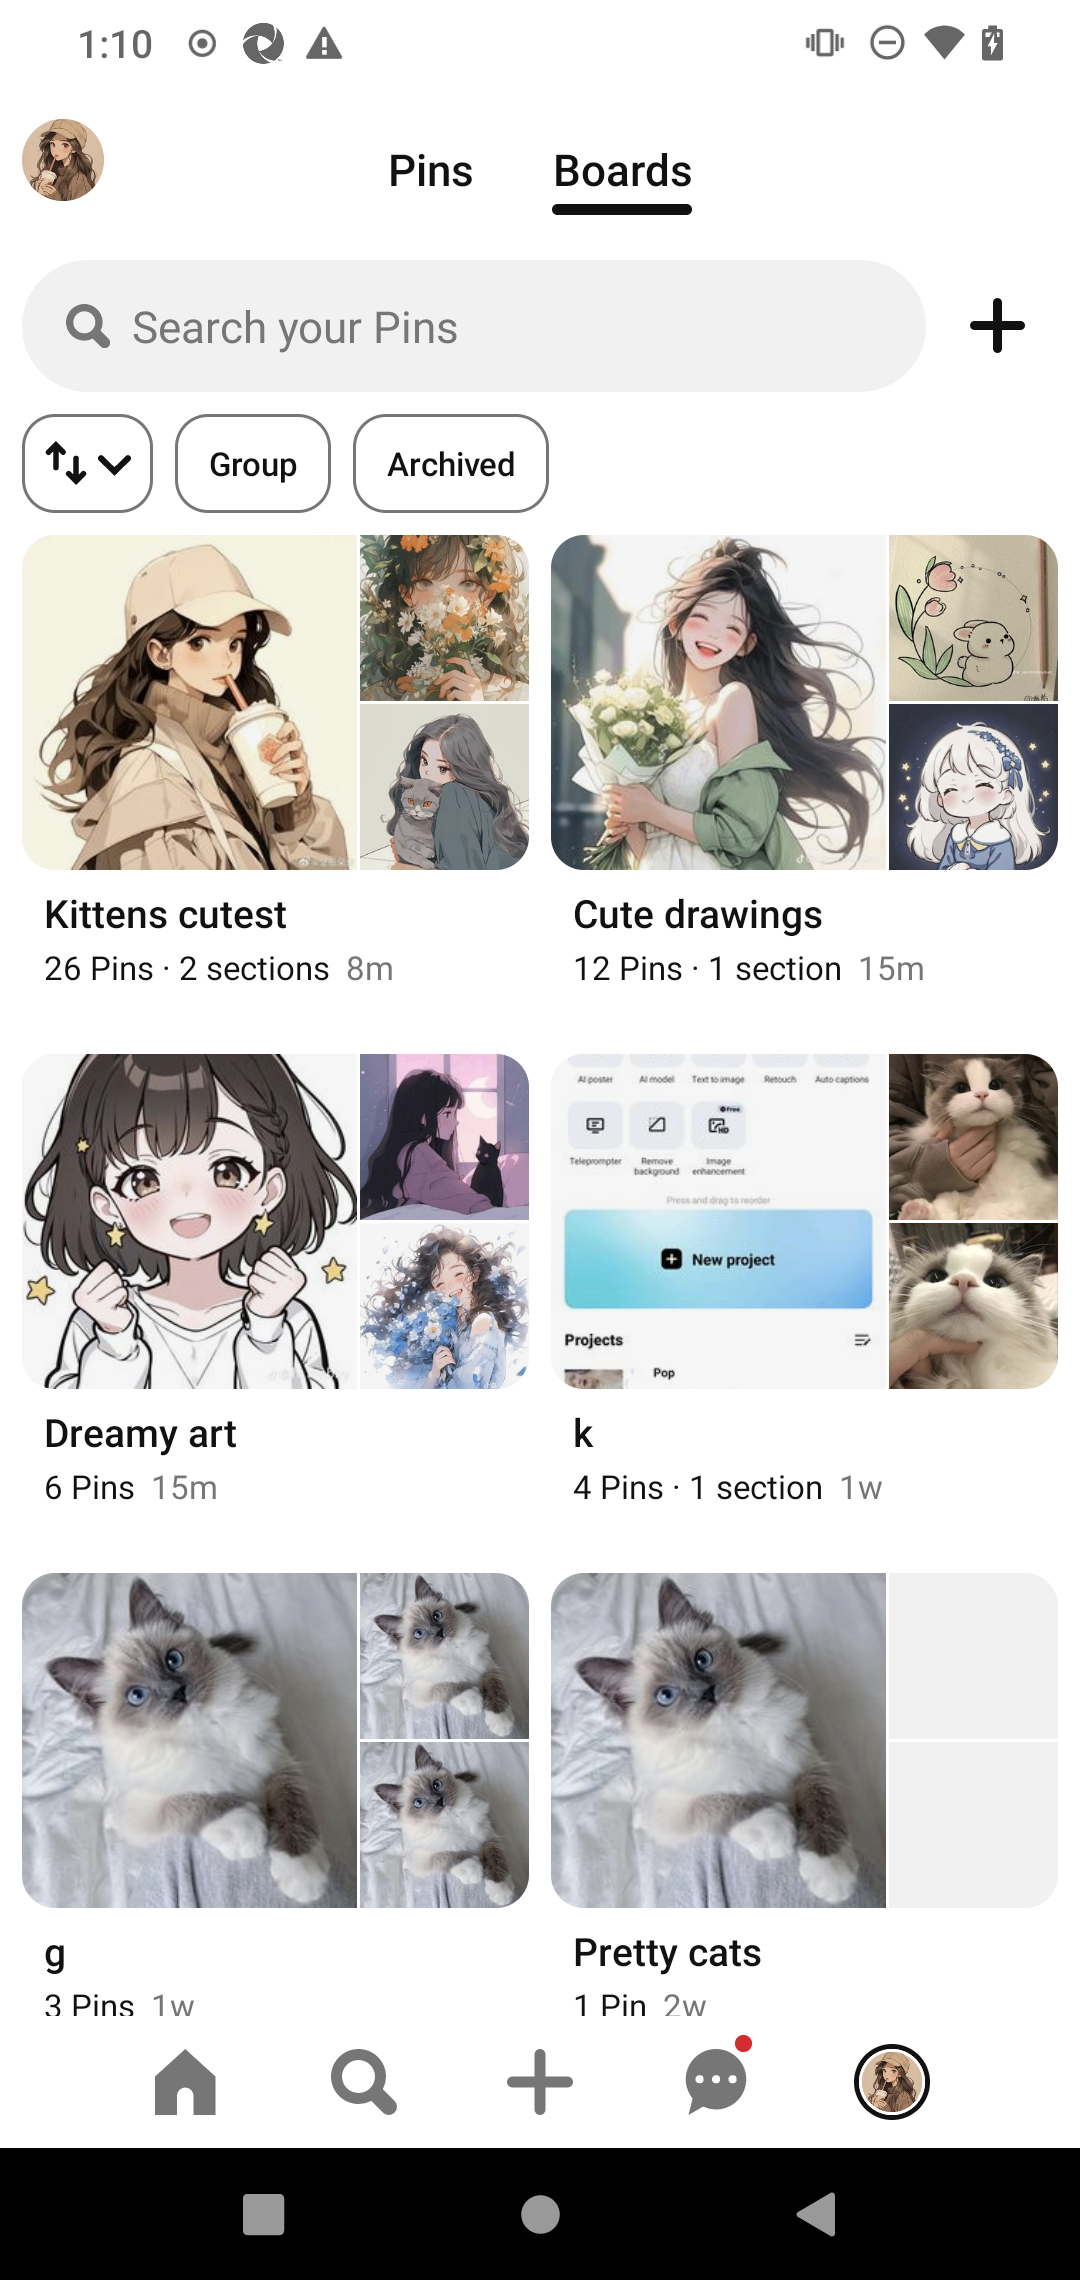 1:10
Pins Boards
Search your Pins
Group Archived
Kittens cutest
26 Pins · 2 sections 8m
Cute drawings
12 Pins · 1 section 15m
AI poster AI model Text to image Retouch Auto captions
Free
HD
Teleprompter Remove background Image enhancement
Press and drag to reorder
New project
Projects
Pop
Dreamy art
6 Pins 15m
k
4 Pins · 1 section 1w
g
3 Pins 1w
Pretty cats
1 Pin 2w